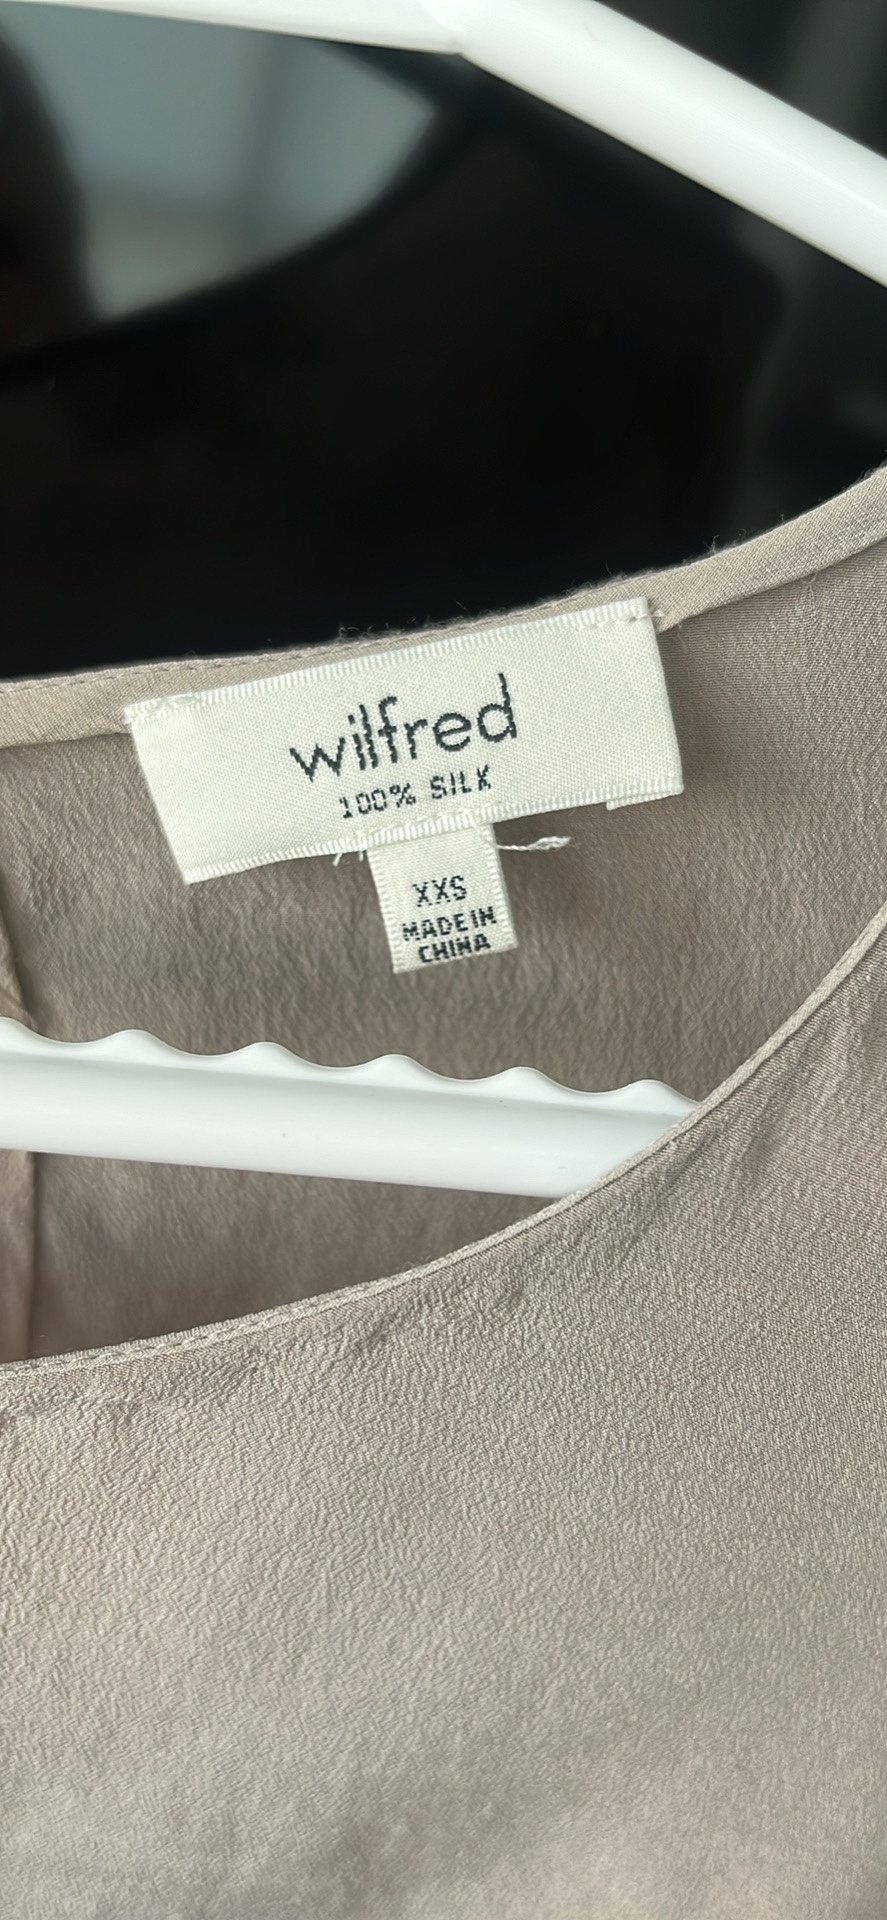 wilfred
100% SILK
XXS
MADE IN
CHINA